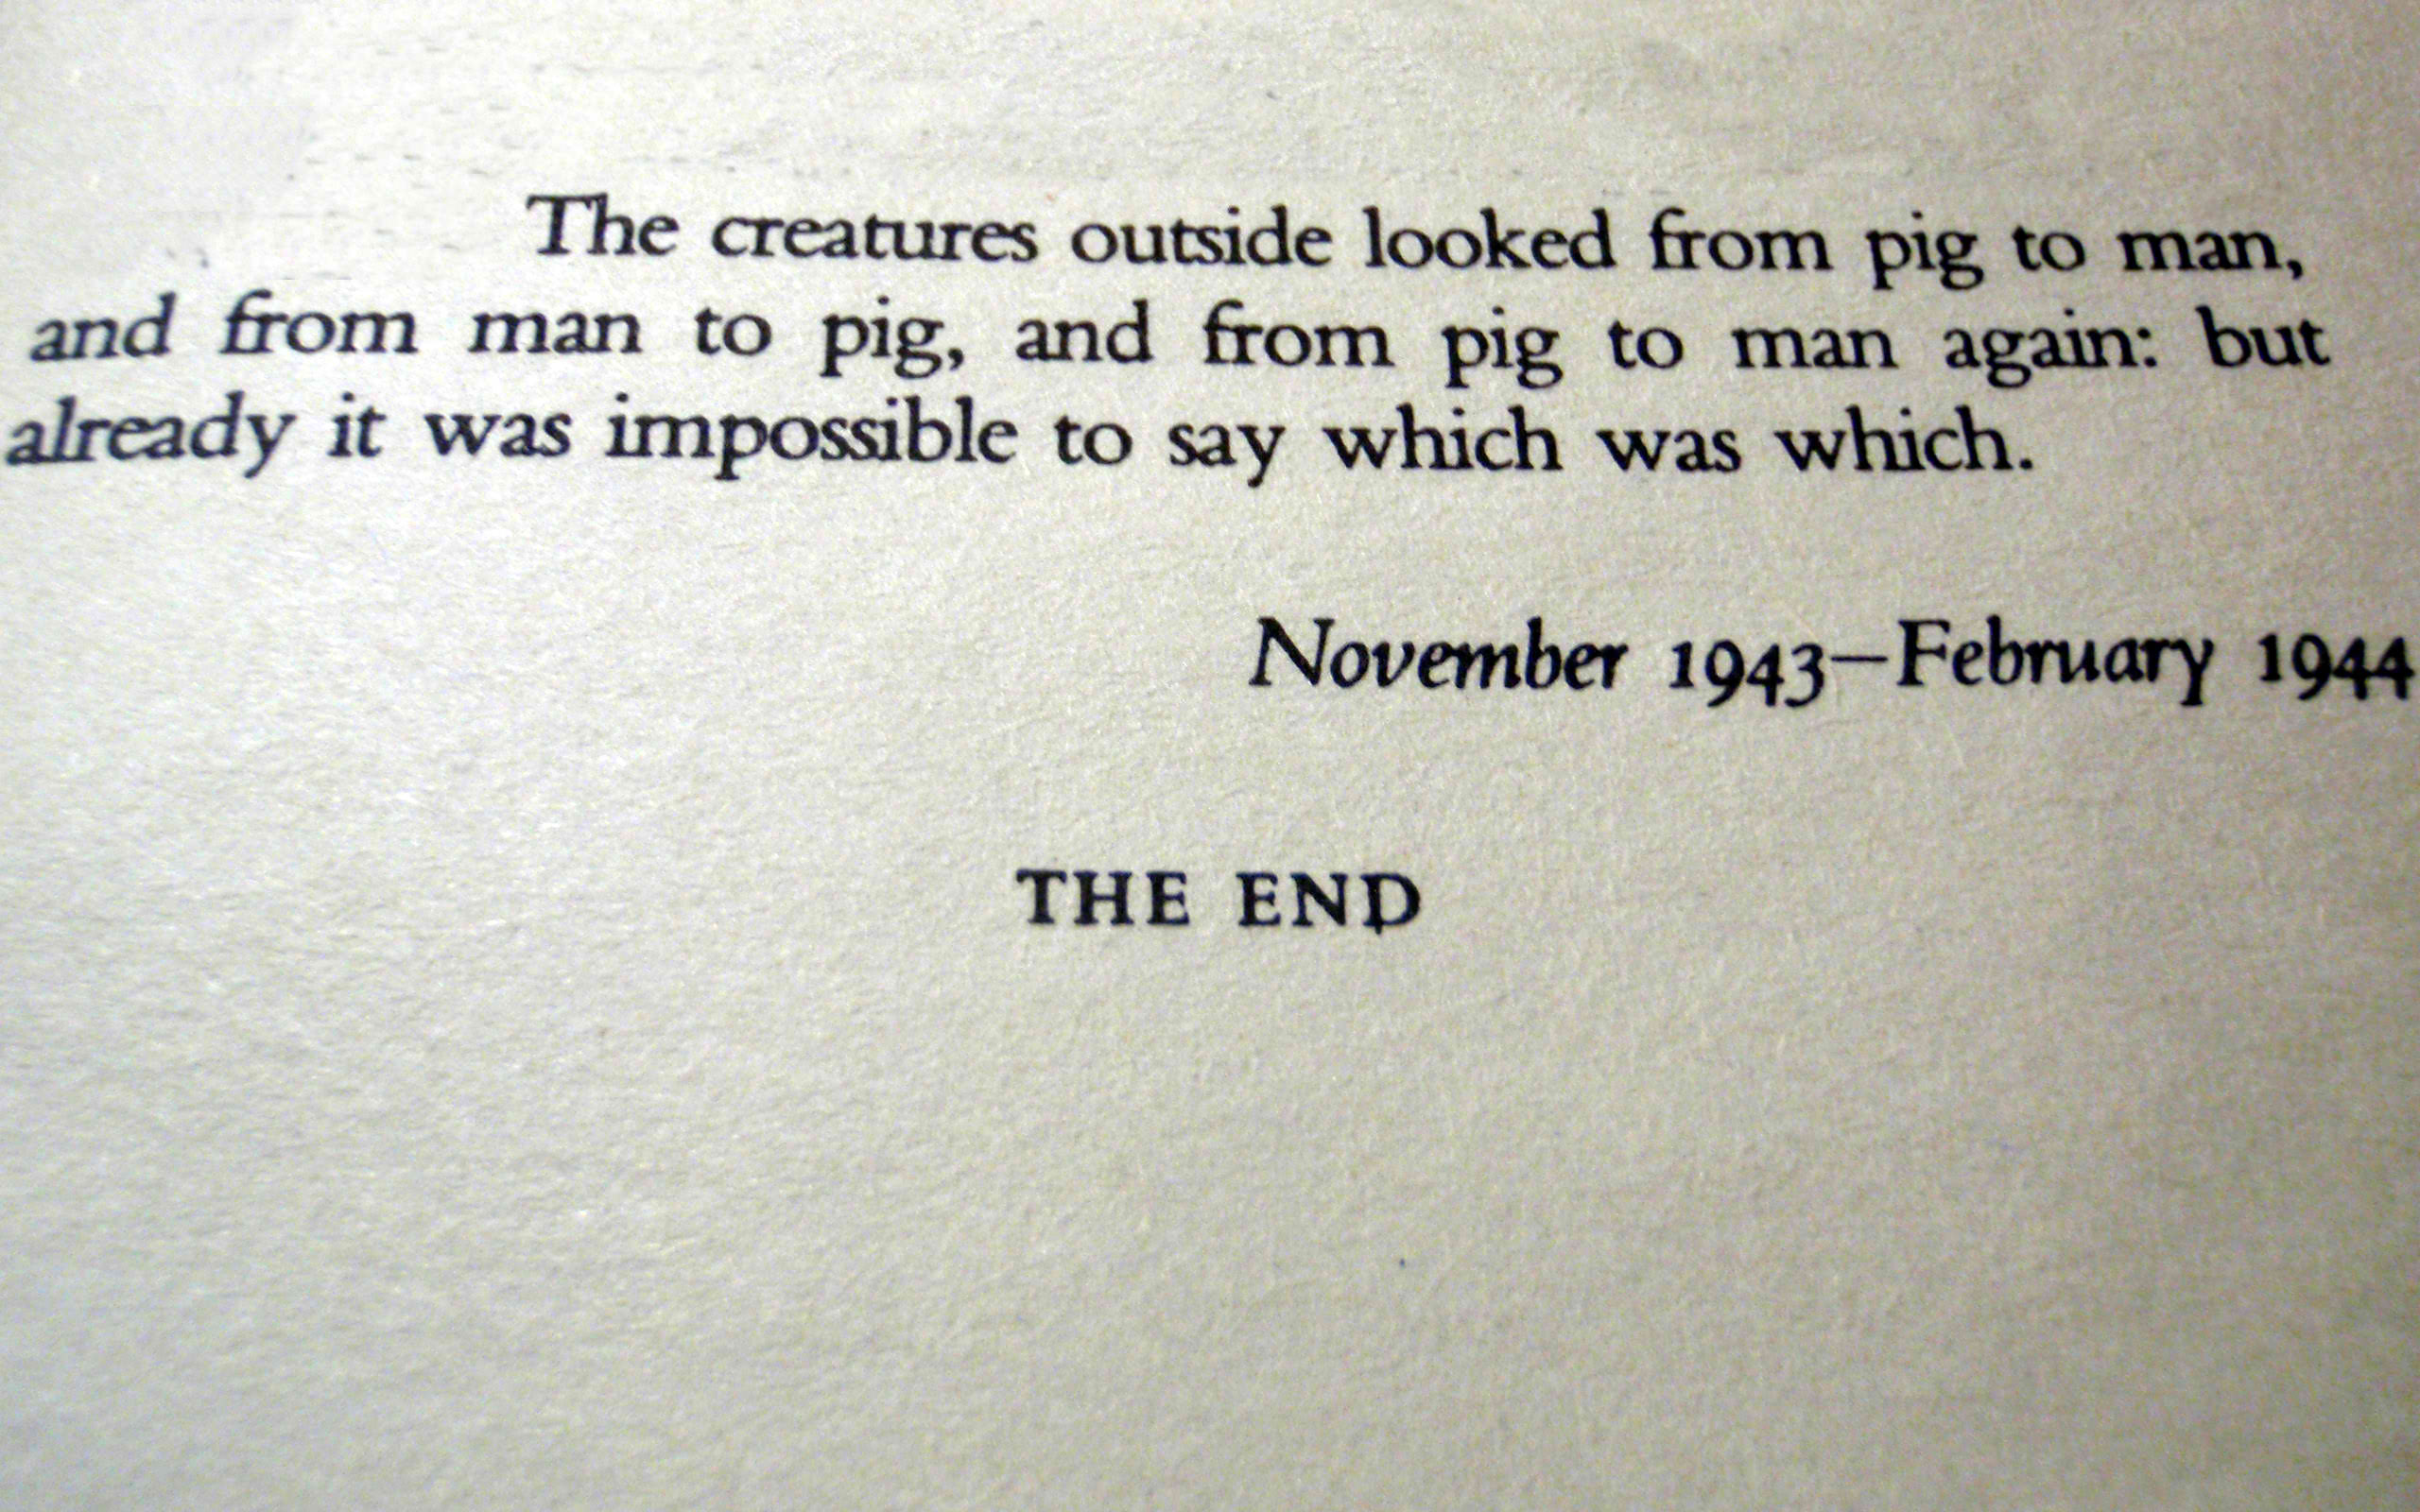 The creatures outside looked from pig to man,
and from man to pig, and from pig to man again: but
already it was impossible to say which was which.
November 1943–February 1944
THE END